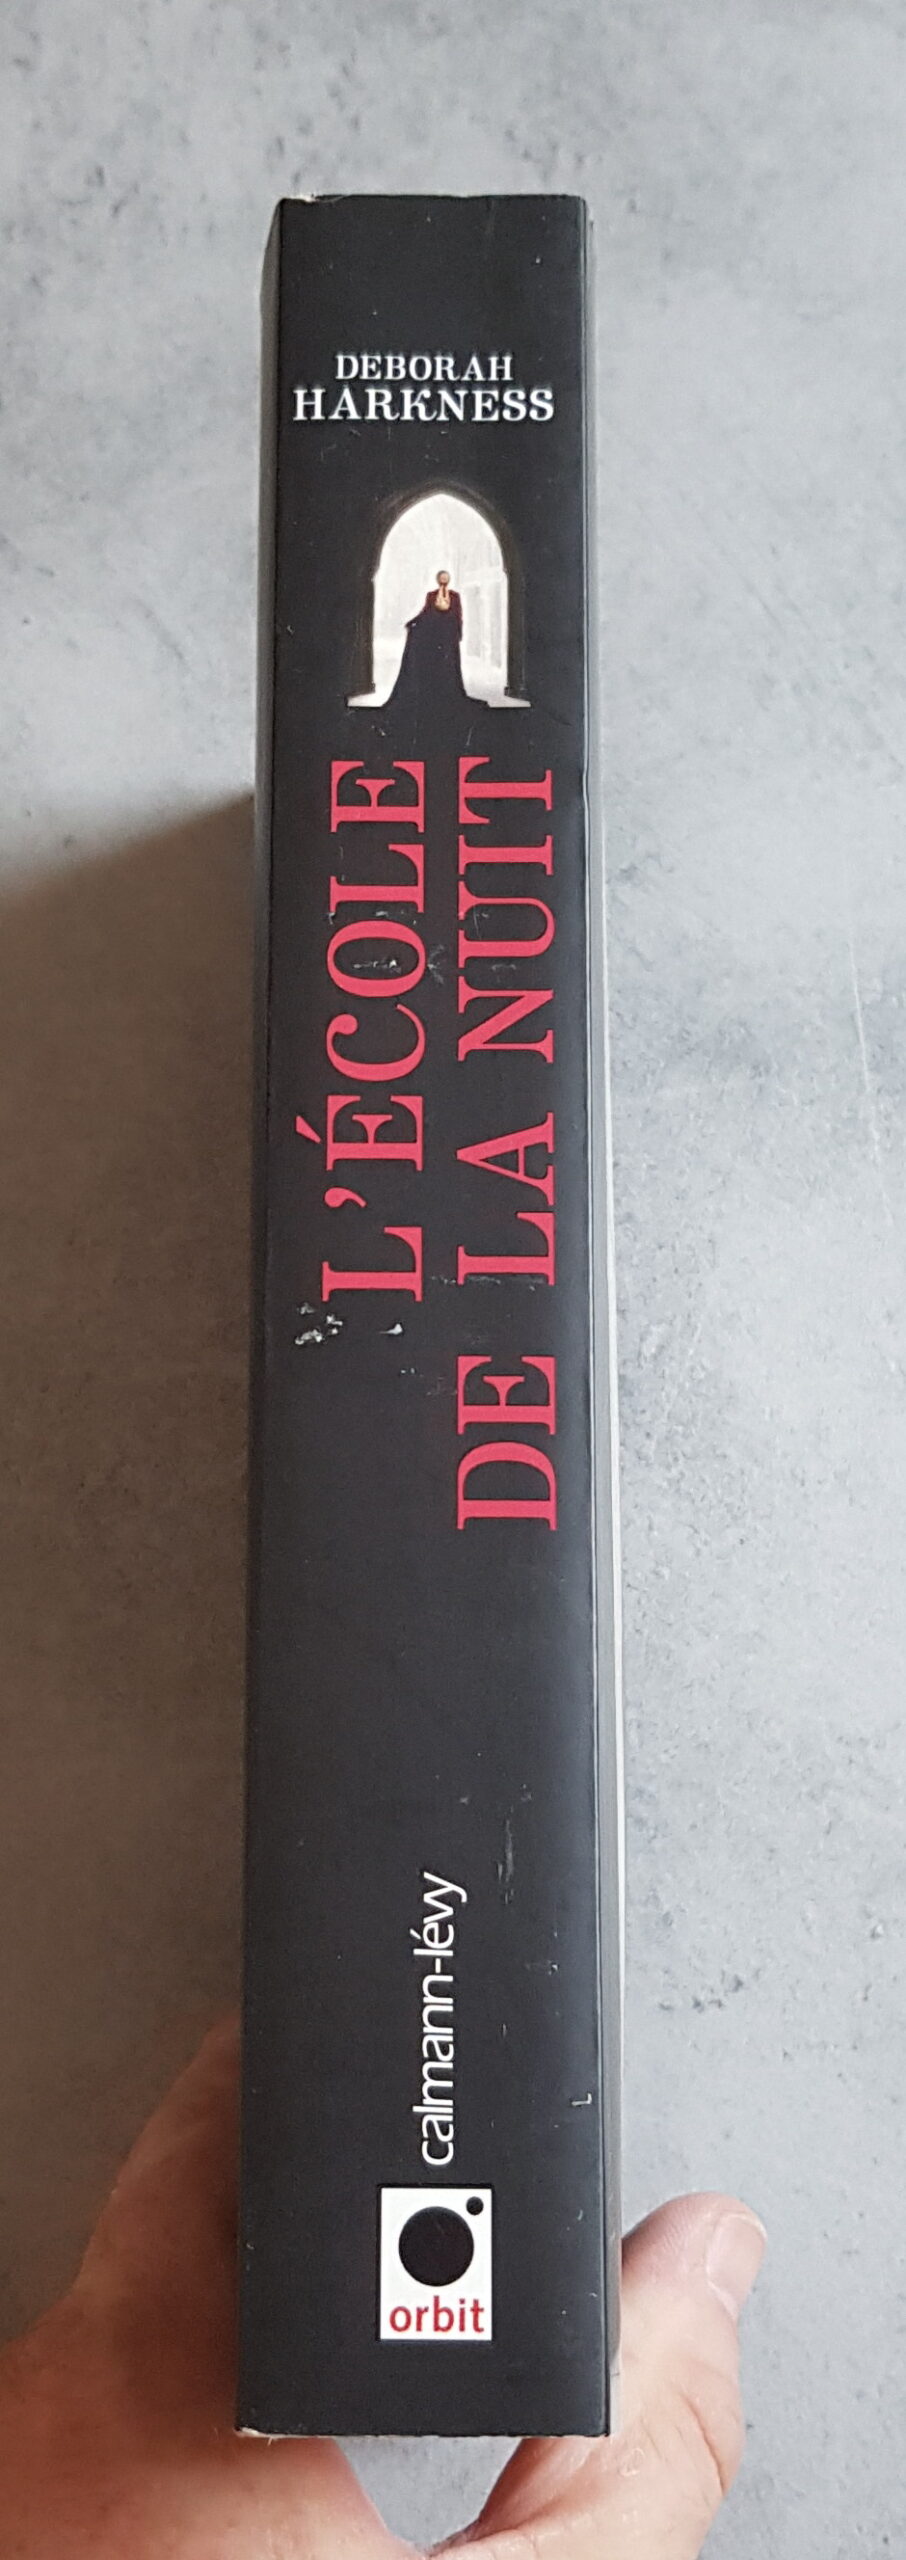 DEBORAH
HARKNESS
L'ÉCOLE
DE LA NUIT
calmann-lévy
orbit